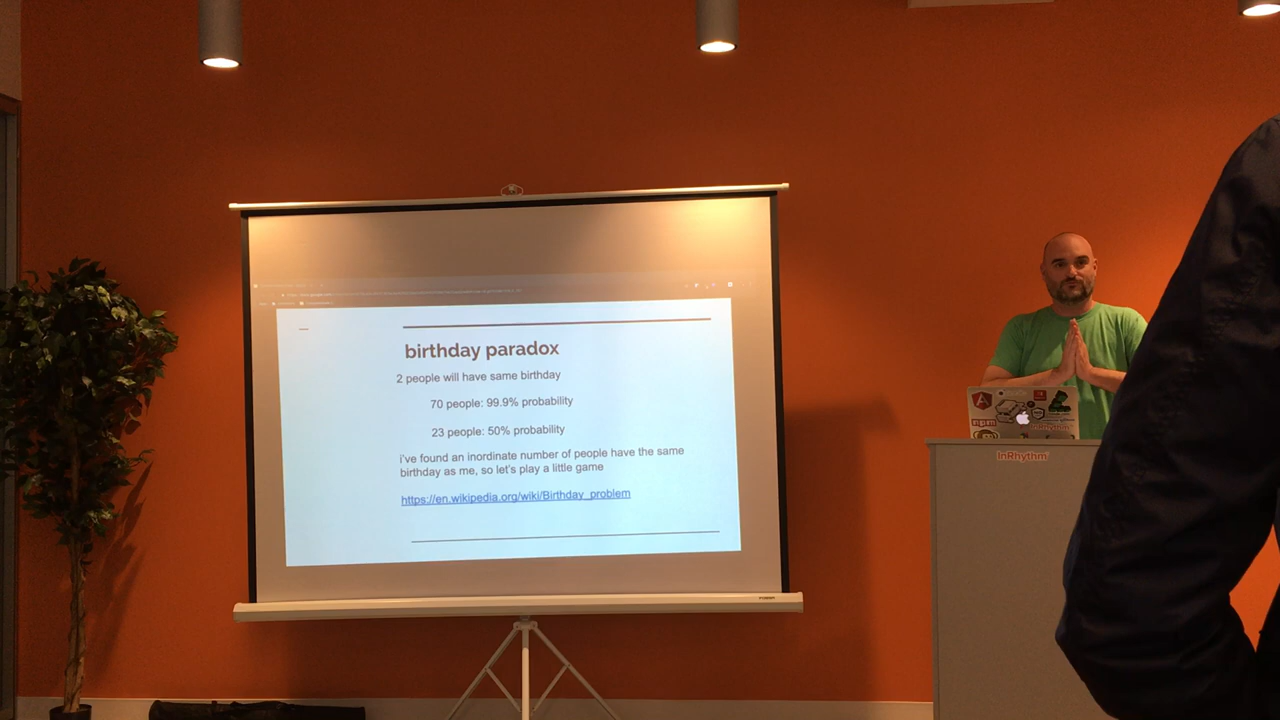 birthday paradox
2 people will have same birthday
70 people: 99.9% probability
23 people: 50% probability
i've found an inordinate number of people have the same
birthday as me, so let's play a little game
https://en.wikipedia.org/wiki/Birthday_problem
npm
InRhythm